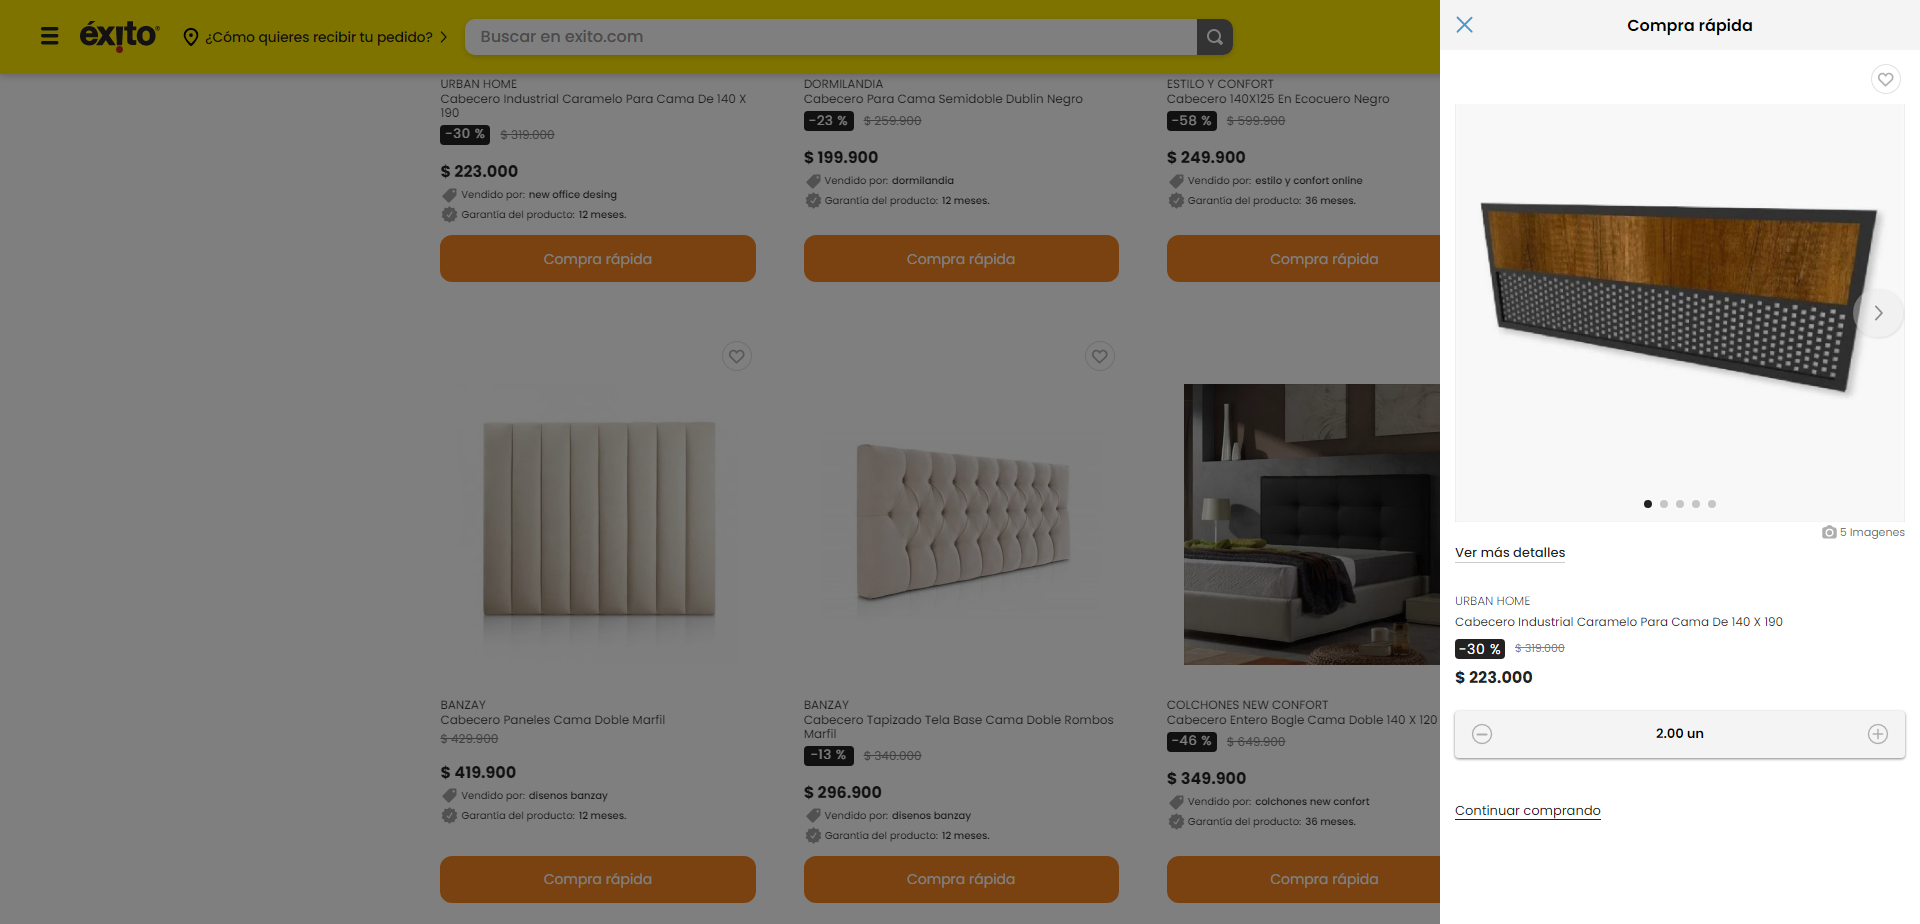 éxito
¿Cómo quieres recibir tu pedido?
Buscar en exito.com
URBAN HOME
Cabecero Industrial Caramelo Para Cama De 140 X
190
-30 % $ 319.000
$ 223.000
Vendido por: new office desing
Garantía del producto: 12 meses.
Compra rápida
DORMILANDIA
Cabecero Para Cama Semidoble Dublin Negro
-23 % $ 259.900
$ 199.900
Vendido por: dormilandia
Garantía del producto: 12 meses.
Compra rápida
ESTILO Y CONFORT
Cabecero 140X125 En Ecocuero Negro
-58 % $ 599.900
$ 249.900
Vendido por: estilo y confort online
Garantía del producto: 36 meses.
Compra rápida
BANZAY
Cabecero Paneles Cama Doble Marfil
$ 429.900
$ 419.900
Vendido por: disenos banzay
Garantía del producto: 12 meses.
Compra rápida
BANZAY
Cabecero Tapizado Tela Base Cama Doble Rombos
Marfil
-13 % $ 340.000
$ 296.900
Vendido por: disenos banzay
Garantía del producto: 12 meses.
Compra rápida
COLCHONES NEW CONFORT
Cabecero Entero Bogle Cama Doble 140 X 120
-46 % $ 649.900
$ 349.900
Vendido por: colchones new confort
Garantía del producto: 36 meses.
Compra rápida
Compra rápida
5 Imagenes
Ver más detalles
URBAN HOME
Cabecero Industrial Caramelo Para Cama De 140 X 190
-30 % $ 319.000
$ 223.000
2.00 un
Continuar comprando